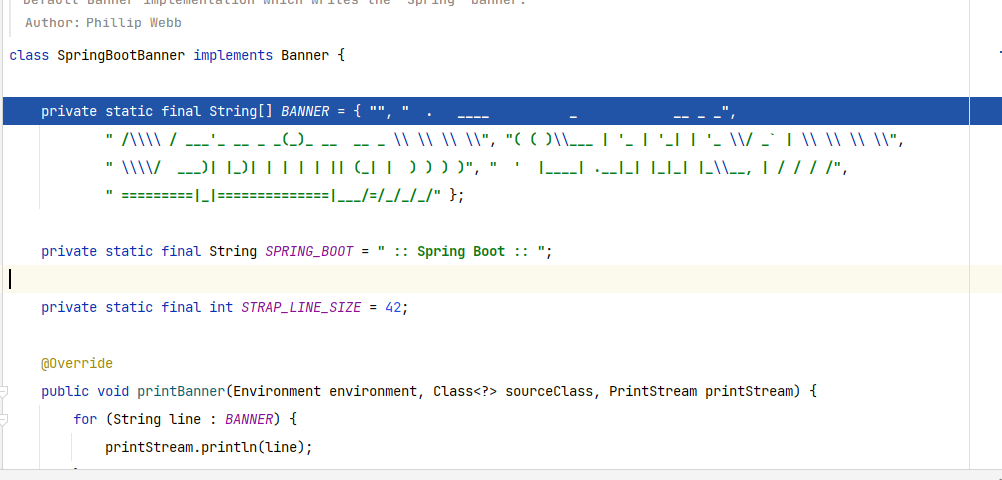 Default Banner implementation which writes the 'Spring' banner.
Author: Phillip Webb
class SpringBootBanner implements Banner {
    private static final String[] BANNER = { "", "  .   ____          _            __ _ _",
            " /\\\\ / ___'_ __ _ _(_)_ __  __ _ \\ \\ \\ \\", "( ( )\\___ | '_ | '_| | '_ \\/ _` | \\ \\ \\ \\",
            " \\\\/  ___)| |_)| | | | | || (_| |  ) ) ) )", "  '  |____| .__|_| |_|_| |_\\__, | / / / /",
            " =========|_|==============|___/=/_/_/_/" };
    private static final String SPRING_BOOT = " :: Spring Boot :: ";
    private static final int STRAP_LINE_SIZE = 42;
    @Override
    public void printBanner(Environment environment, Class<?> sourceClass, PrintStream printStream) {
        for (String line : BANNER) {
            printStream.println(line);